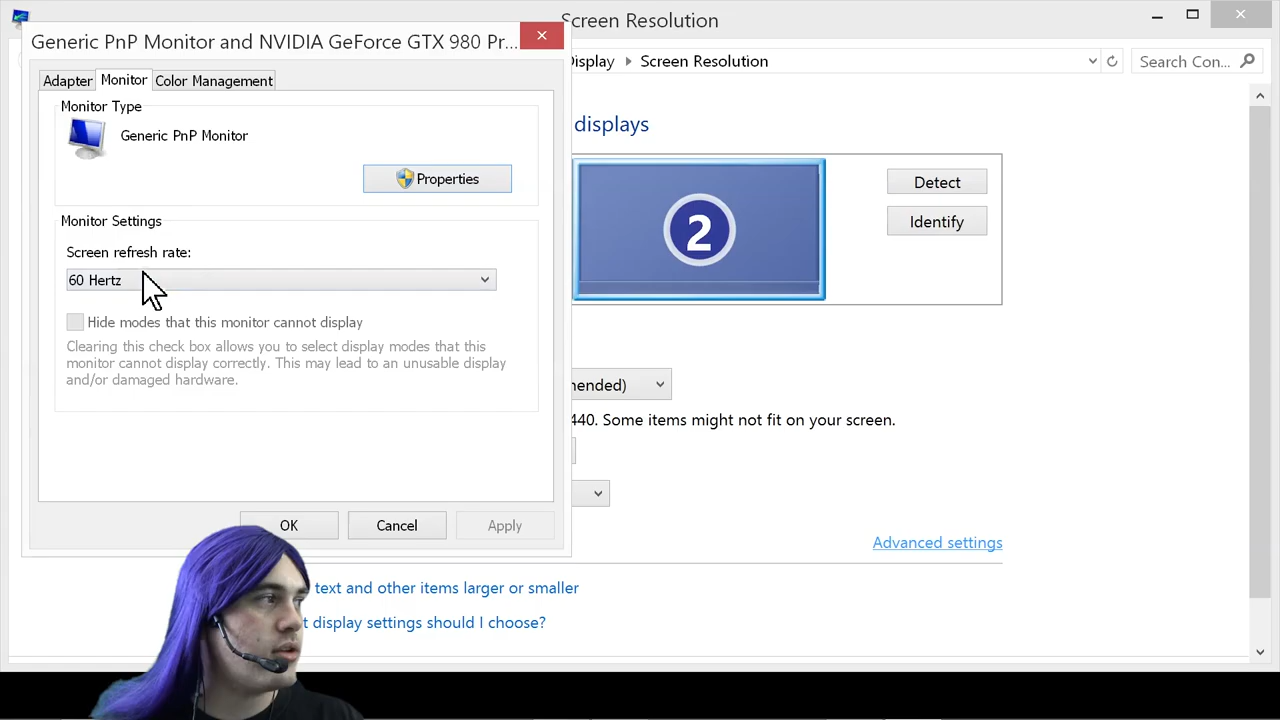 Screen Resolution
Generic PnP Monitor and NVIDIA GeForce GTX 980 Pr...
Display
Screen Resolution
Search Con...
Adapter
Monitor
Color Management
displays
Monitor Type
Generic PnP Monitor
Properties
Detect
Identify
2
Monitor Settings
Screen refresh rate:
60 Hertz
Hide modes that this monitor cannot display
Clearing this check box allows you to select display modes that this
monitor cannot display correctly. This may lead to an unusable display
and/or damaged hardware.
440. Some items might not fit on your screen.
OK
Cancel
Apply
Advanced settings
text and other items larger or smaller
display settings should I choose?